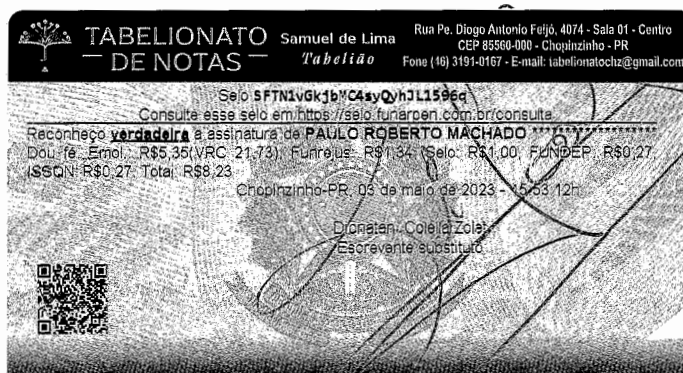 TABELIONATO
DE NOTAS
Samuel de Lima
Tabelião
Rua Pe. Diogo Antonio Feijó, 4074 - Sala 01 - Centro
CEP 85560-000 - Chopinzinho - PR
Fone (46) 3191-0167 - E-mail: tabelionatochz@gmail.com
Selo
Consulte esse selo em https://selo.funarpen.com.br/consulta
Reconheço verdadeira a assinatura de PAULO ROBERTO MACHADO
Dou fé. Emol.: R$5,35(VRC 21,73), Funrejus: R$1,34, Selo: R$1,00, FUNDEP: R$0,27,
ISSQN: R$0,27. Total: R$8,23
Chopinzinho-PR, 03 de maio de 2023 - 15:53:12h
Escrevente substituto